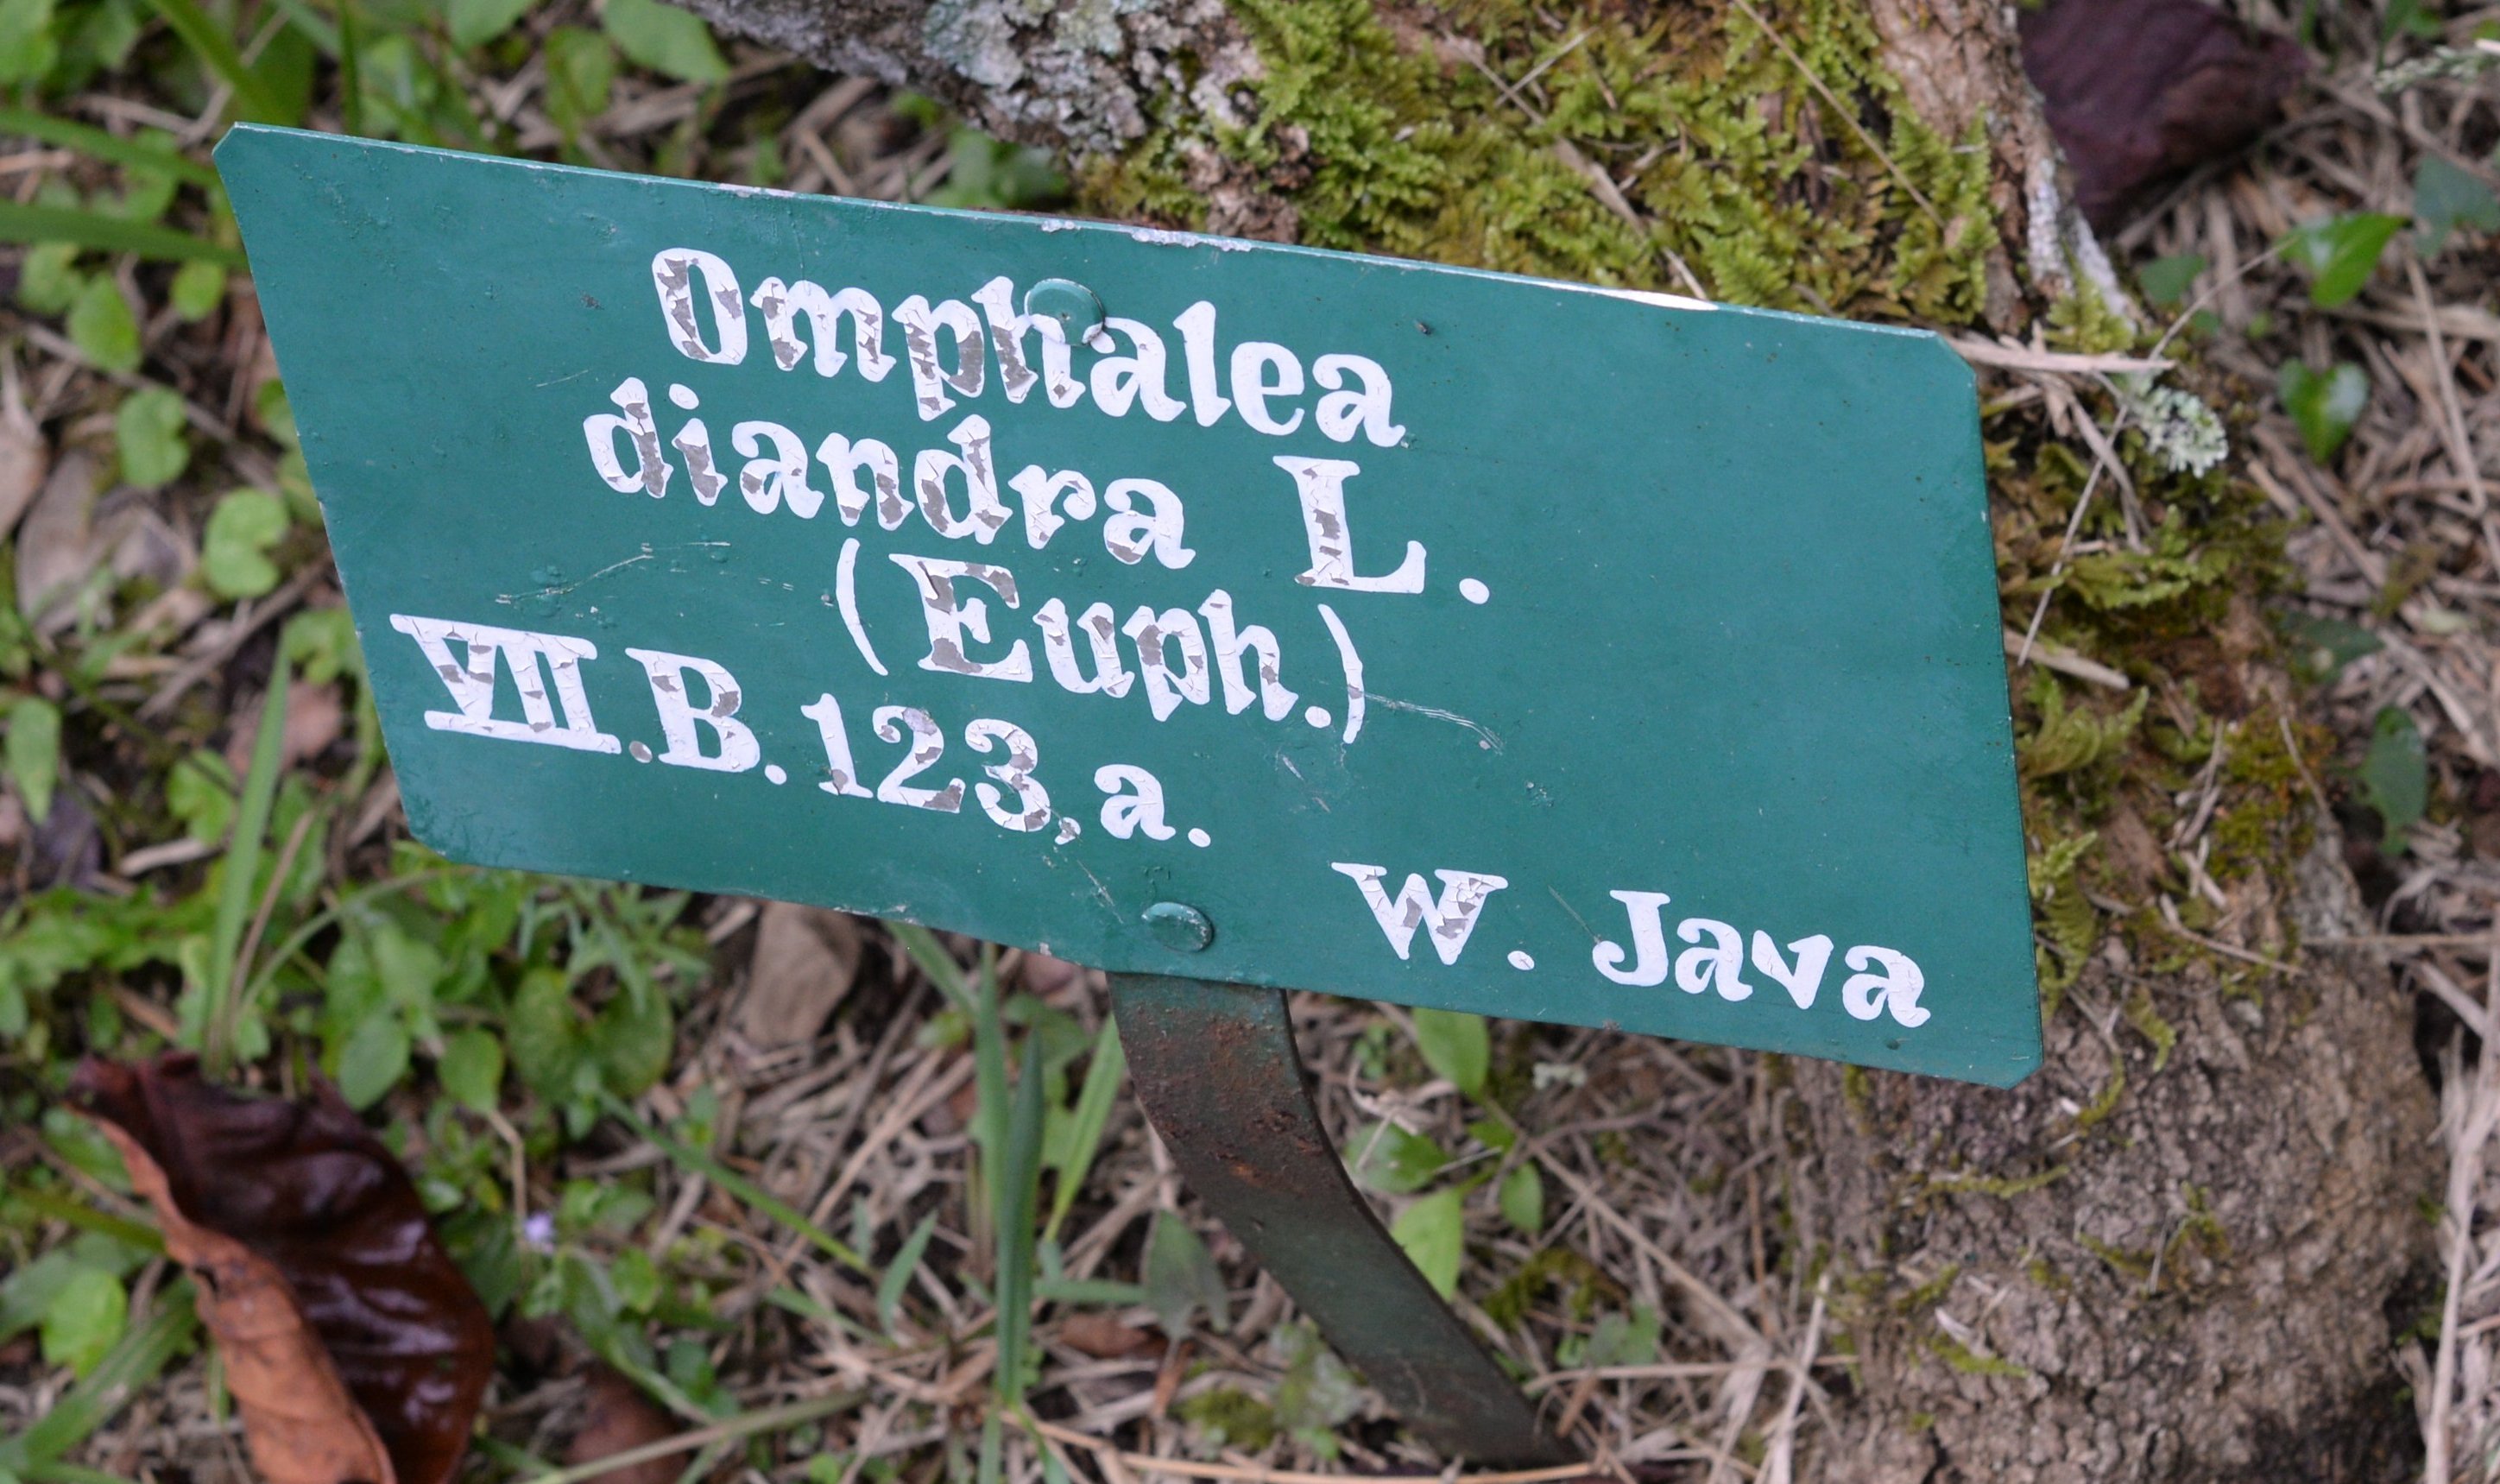 Omphalea
diandra L.
(Euph.)
VII.B.123,a.
W. Java